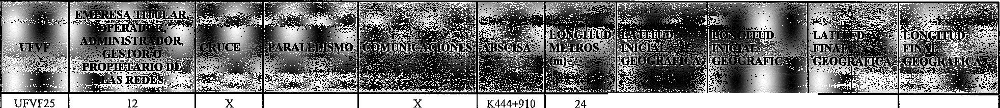 UFVF
EMPRESA TITULAR,
OPERADOR,
ADMINISTRADOR,
GESTOR O
PROPIETARIO DE
LAS REDES
CRUCE
PARALELISMO
COMUNICACIONES
ABSCISA
LONGITUD
METROS
(m)
LATITUD
INICIAL
GEOGRAFICA
LONGITUD
INICIAL
GEOGRAFICA
LATITUD
FINAL
GEOGRAFICA
LONGITUD
FINAL
GEOGRAFICA
UFVF25 12 X X K444+910 24